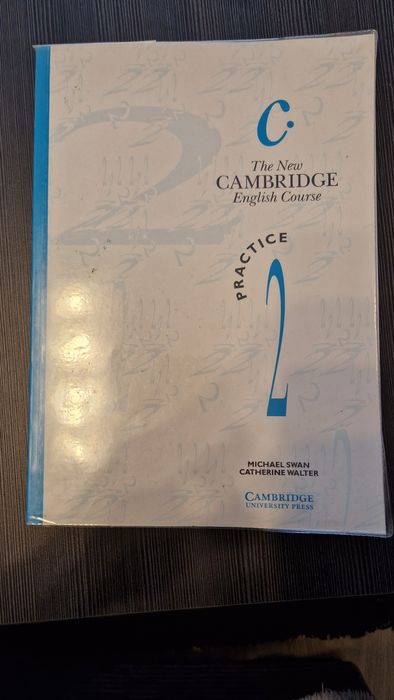 C.
The New
CAMBRIDGE
English Course
PRACTICE
2
MICHAEL SWAN
CATHERINE WALTER
CAMBRIDGE
UNIVERSITY PRESS